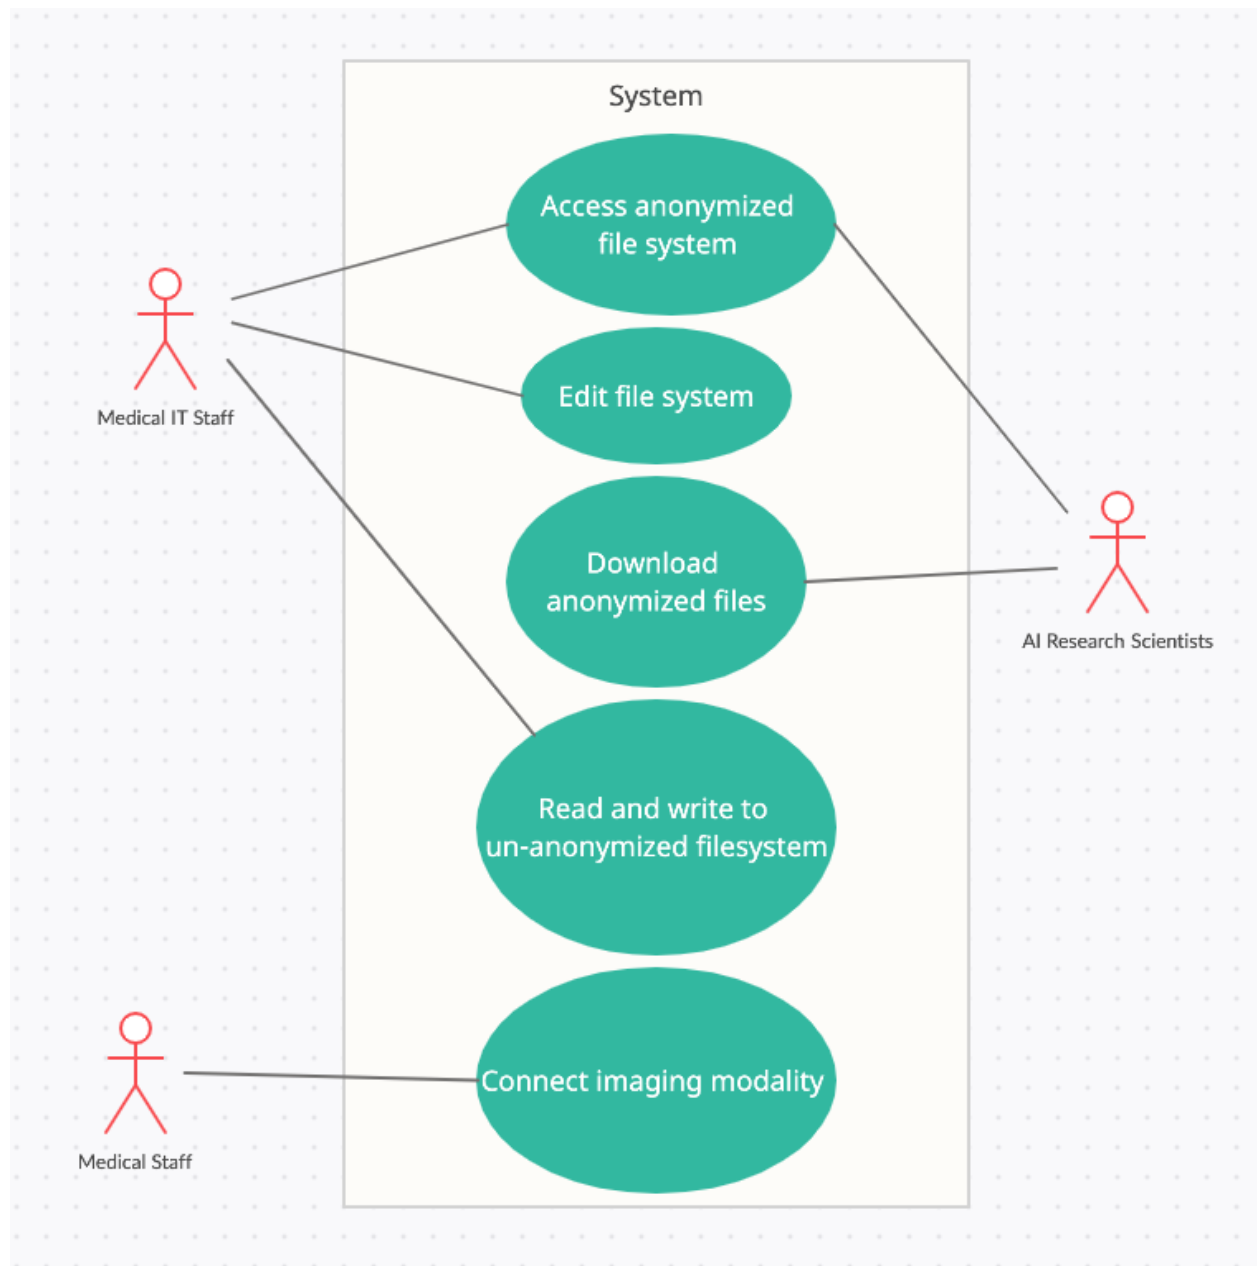 System
Access anonymized
file system
Edit file system
Medical IT Staff
Download
anonymized files
AI Research Scientists
Read and write to
un-anonymized filesystem
Connect imaging modality
Medical Staff